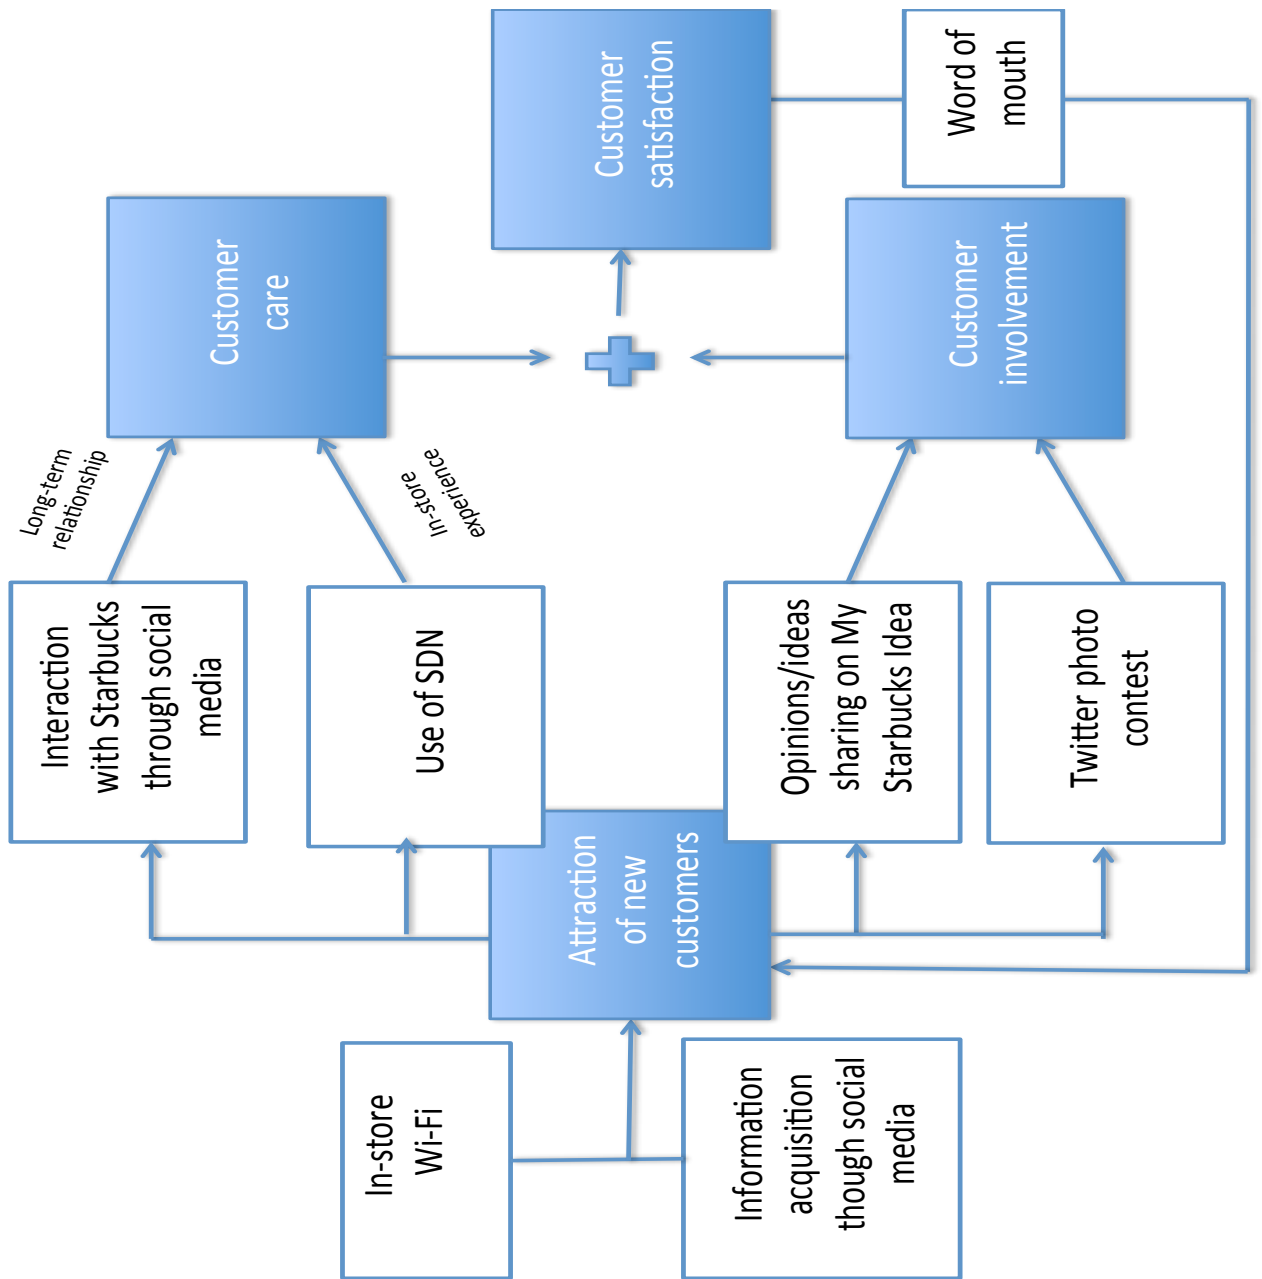 In-store
Wi-Fi
Information
acquisition
though social
media
Attraction
of new
customers
Interaction
with Starbucks
through social
media
Use of SDN
Opinions/ideas
sharing on My
Starbucks Idea
Twitter photo
contest
Long-term
relationship
In-store
experience
Customer
care
Customer
involvement
Customer
satisfaction
Word of
mouth